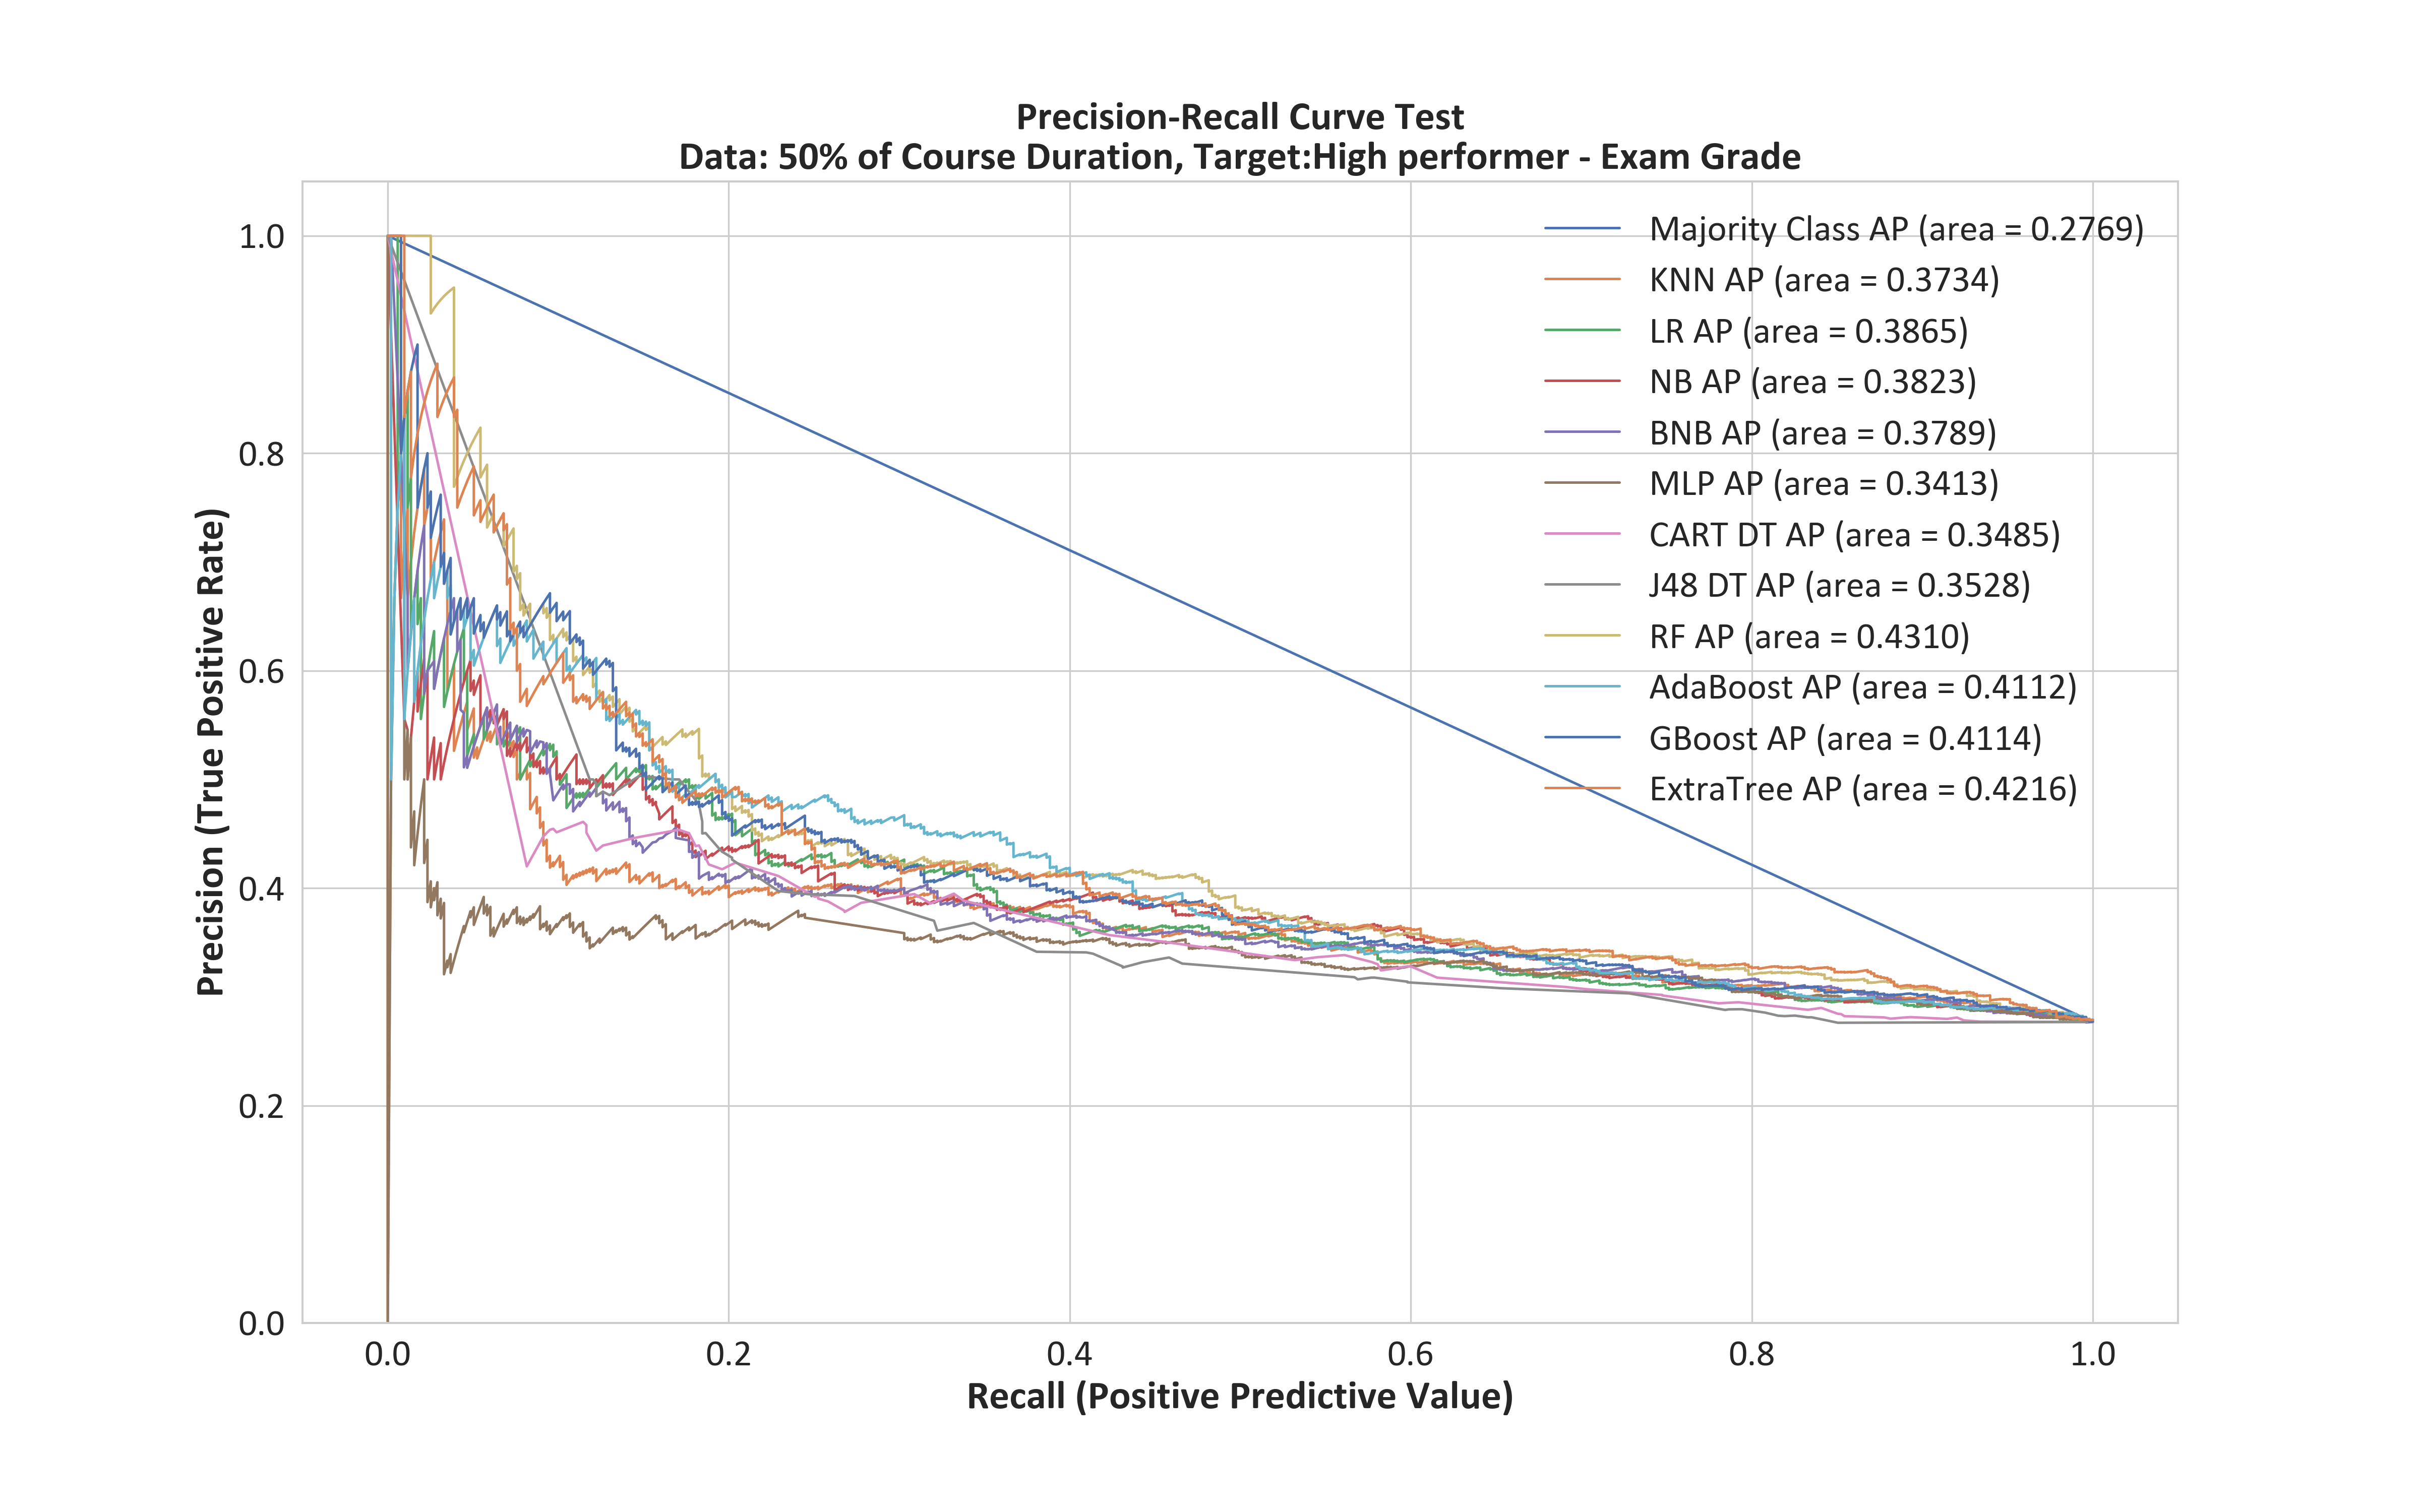 Precision-Recall Curve Test
Data: 50% of Course Duration, Target:High performer - Exam Grade
Precision (True Positive Rate)
1.0
0.8
0.6
0.4
0.2
0.0
Majority Class AP (area = 0.2769)
KNN AP (area = 0.3734)
LR AP (area = 0.3865)
NB AP (area = 0.3823)
BNB AP (area = 0.3789)
MLP AP (area = 0.3413)
CART DT AP (area = 0.3485)
J48 DT AP (area = 0.3528)
RF AP (area = 0.4310)
AdaBoost AP (area = 0.4112)
GBoost AP (area = 0.4114)
ExtraTree AP (area = 0.4216)
0.0 0.2 0.4 0.6 0.8 1.0
Recall (Positive Predictive Value)